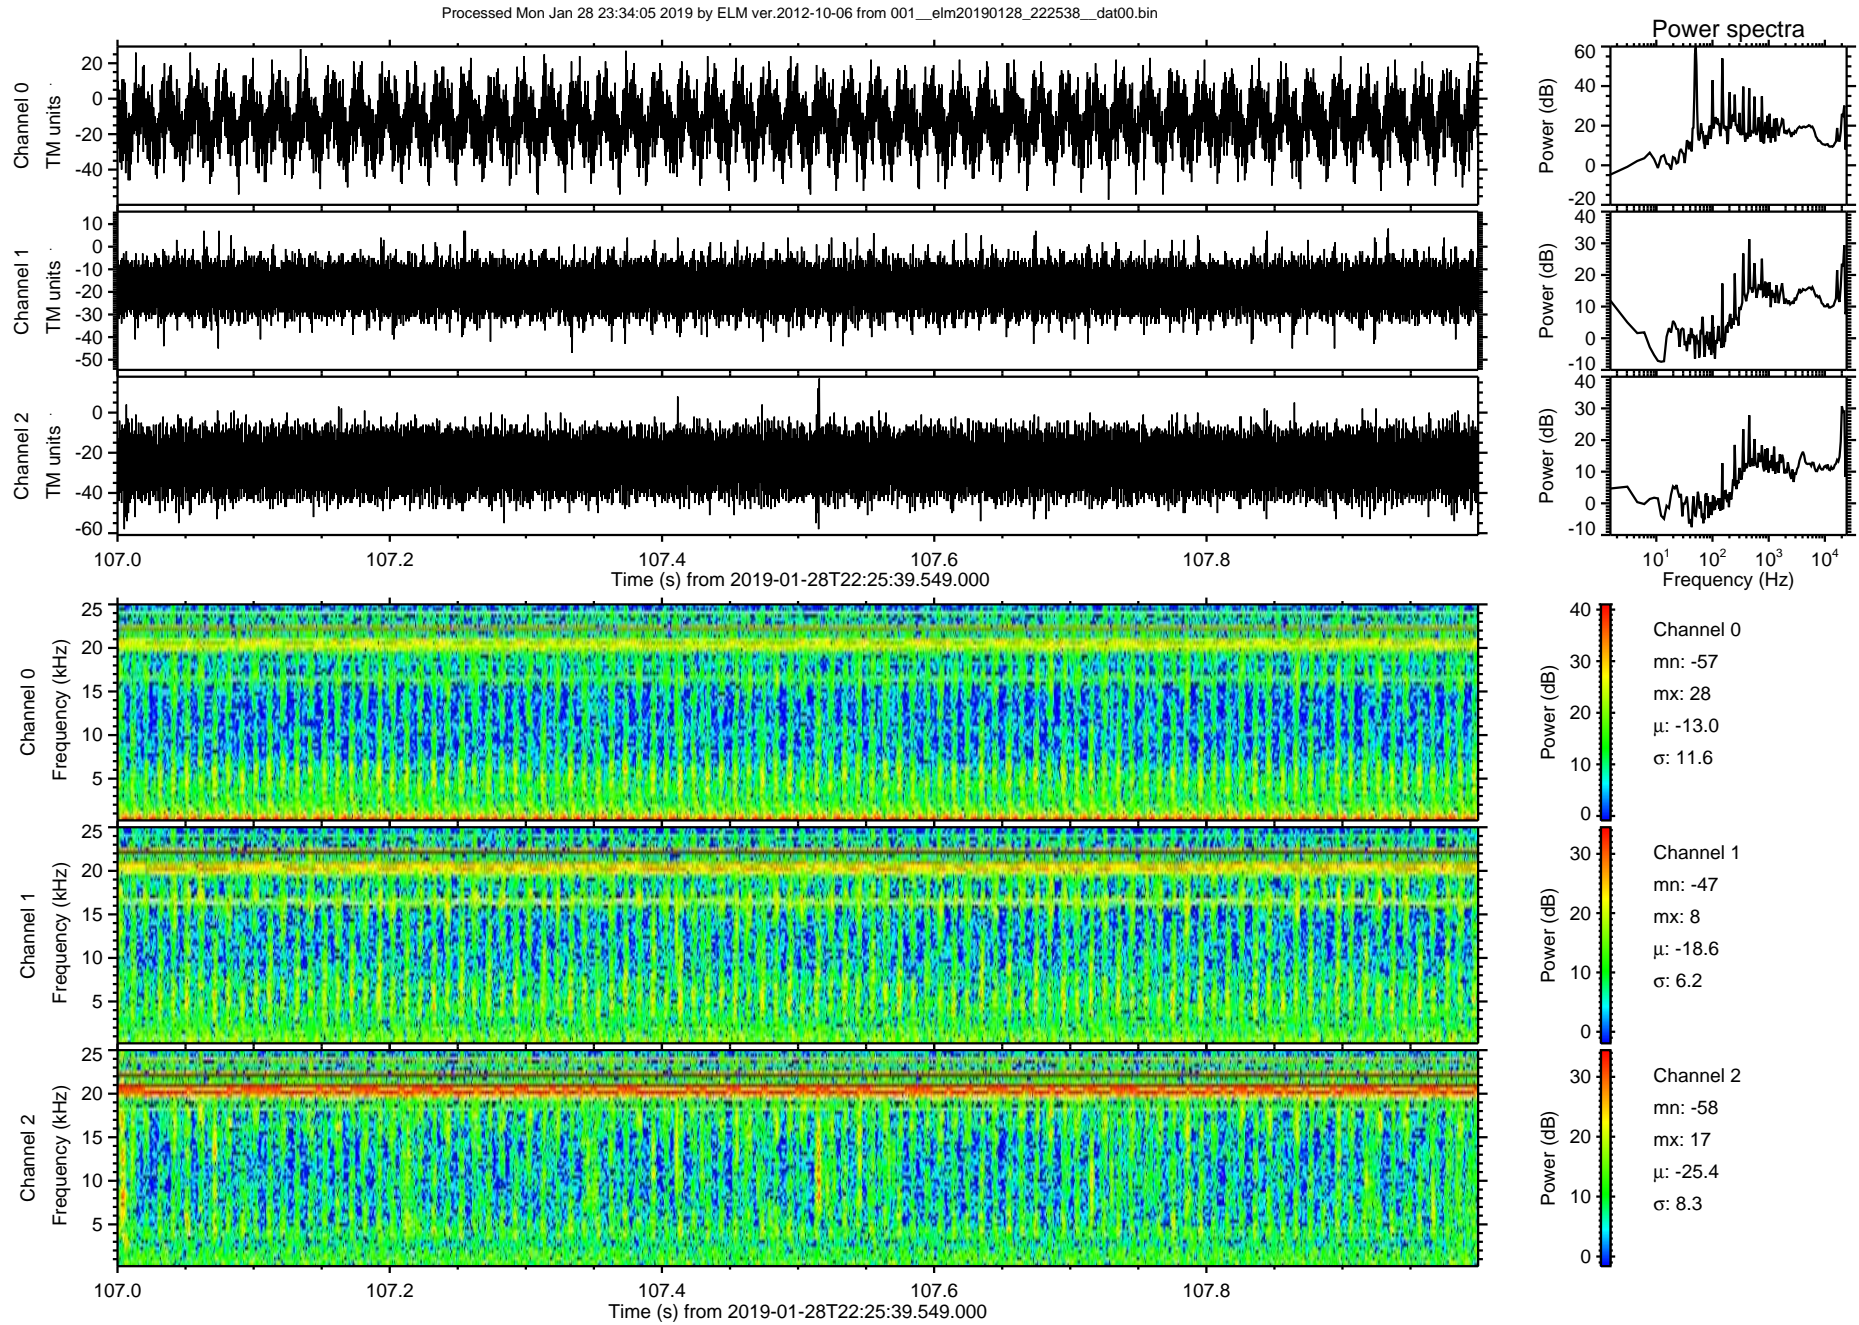 Processed Mon Jan 28 23:34:05 2019 by ELM ver.2012-10-06 from 001__elm20190128_222538__dat00.bin
Power spectra
Channel 0
TM units
20
0
-20
-40
Power (dB)
60
40
20
0
-20
Channel 1
TM units
10
0
-10
-20
-30
-40
-50
Power (dB)
40
30
20
10
0
-10
Channel 2
TM units
0
-20
-40
-60
Power (dB)
40
30
20
10
0
-10
107.0 107.2 107.4 107.6 107.8
Time (s) from 2019-01-28T22:25:39.549.000
10¹ 10² 10³ 10⁴
Frequency (Hz)
Channel 0
Frequency (kHz)
25
20
15
10
5
Power (dB)
40
30
20
10
0
Channel 0
mn: -57
mx: 28
μ: -13.0
σ: 11.6
Channel 1
Frequency (kHz)
25
20
15
10
5
Power (dB)
30
20
10
0
Channel 1
mn: -47
mx: 8
μ: -18.6
σ: 6.2
Channel 2
Frequency (kHz)
25
20
15
10
5
Power (dB)
30
20
10
0
Channel 2
mn: -58
mx: 17
μ: -25.4
σ: 8.3
107.0 107.2 107.4 107.6 107.8
Time (s) from 2019-01-28T22:25:39.549.000